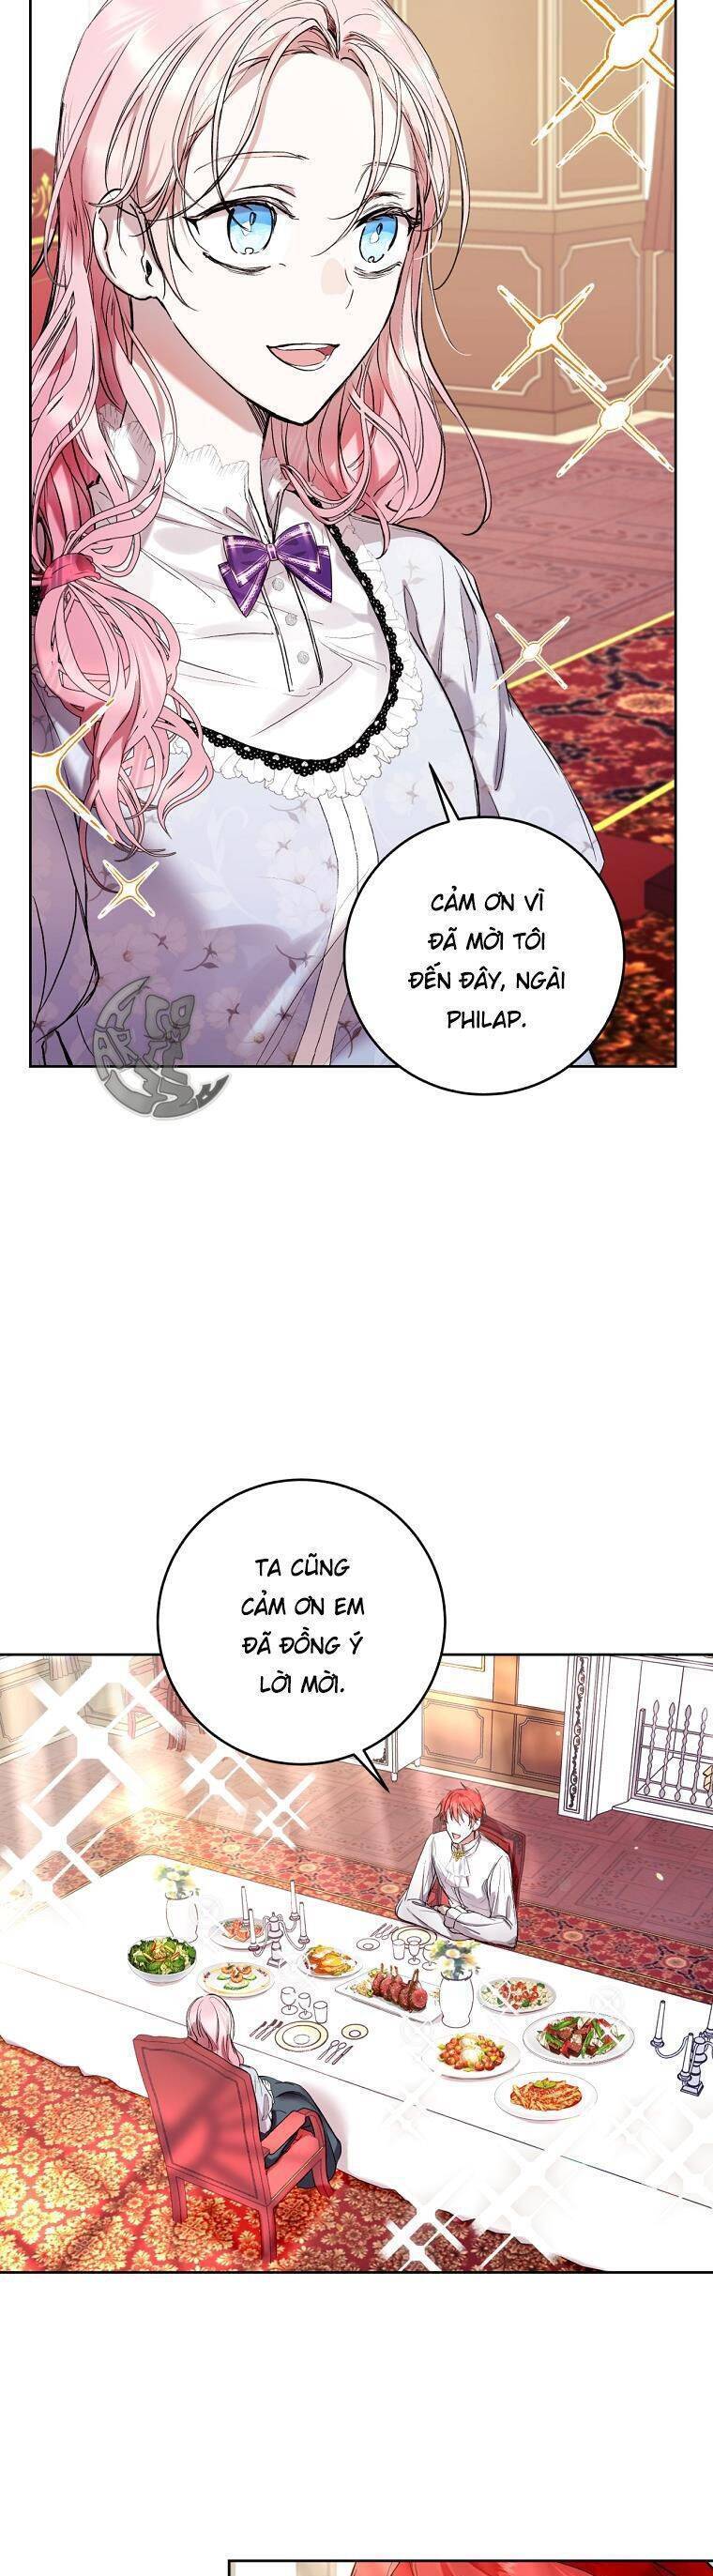 CẢM ƠN VÌ
ĐÃ MỜI TÔI
ĐẾN ĐÂY, NGÀI
PHILAP.
TA CŨNG
CẢM ƠN EM
ĐÃ ĐỒNG Ý
LỜI MỜI.